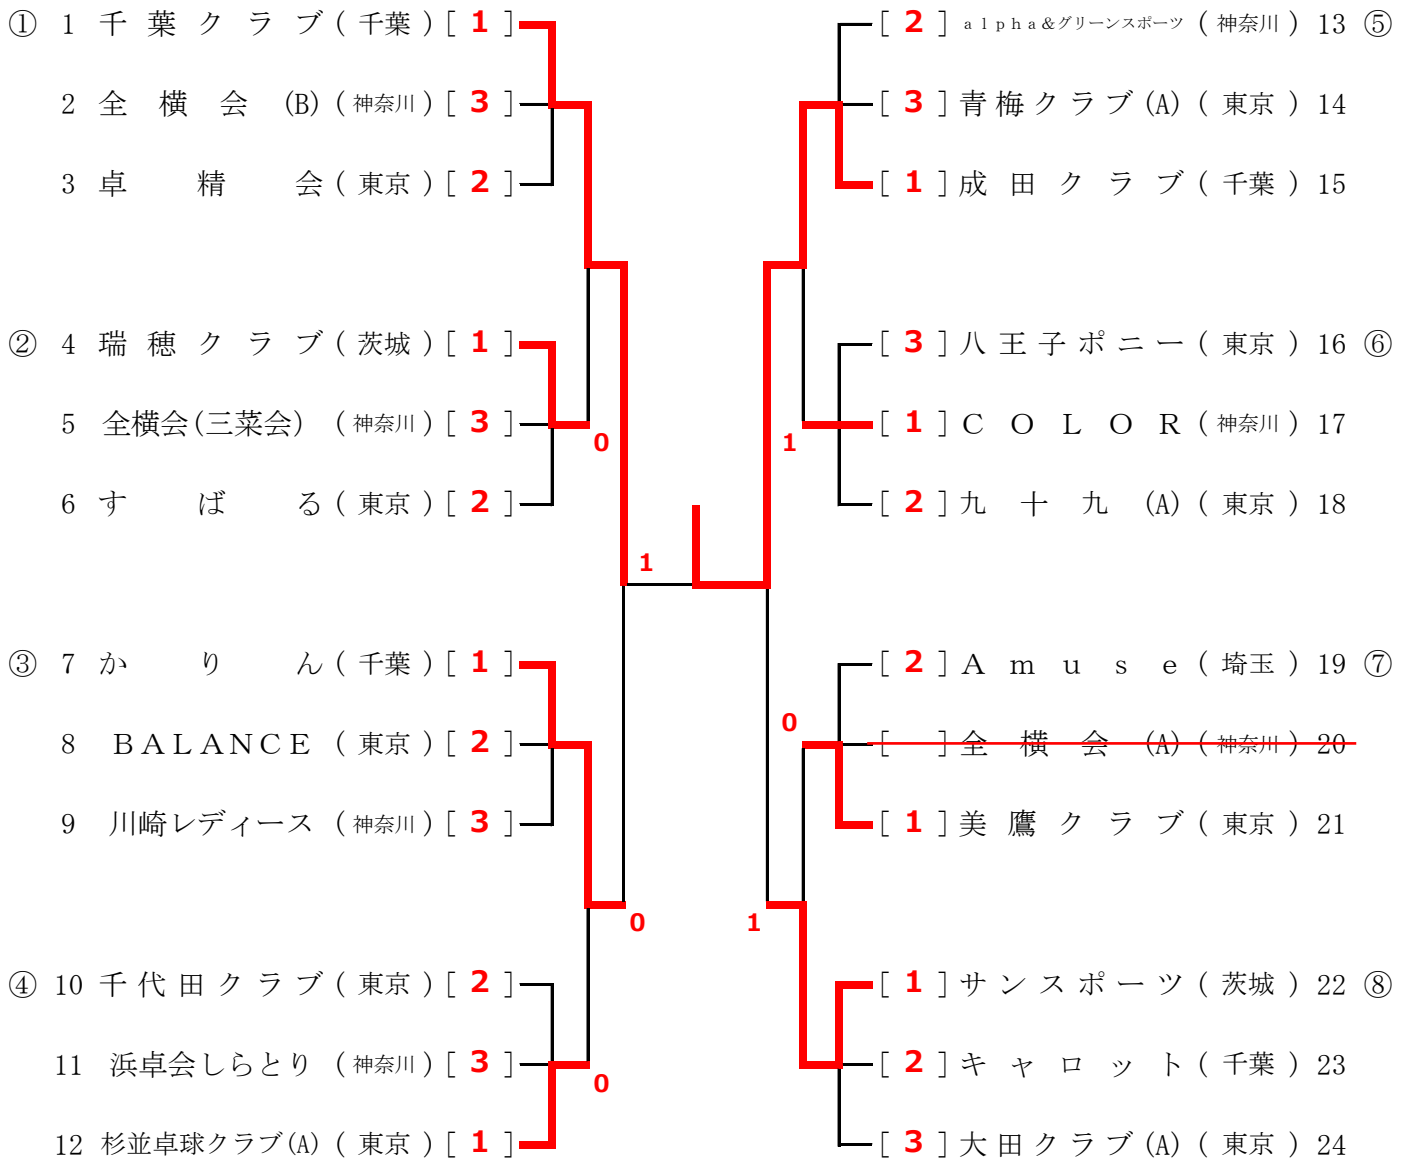 ① 1 千葉クラブ ( 千葉 ) [ 1 ]
2 全横会 (B) ( 神奈川 ) [ 3 ]
3 卓精会 ( 東京 ) [ 2 ]
② 4 瑞穂クラブ ( 茨城 ) [ 1 ]
5 全横会(三菜会) ( 神奈川 ) [ 3 ]
0
6 すばる ( 東京 ) [ 2 ]
1
③ 7 かりん ( 千葉 ) [ 1 ]
8 BALANCE ( 東京 ) [ 2 ]
9 川崎レディース ( 神奈川 ) [ 3 ]
0
④ 10 千代田クラブ ( 東京 ) [ 2 ]
11 浜卓会しらとり ( 神奈川 ) [ 3 ]
0
12 杉並卓球クラブ(A) ( 東京 ) [ 1 ]
[ 2 ] alpha&グリーンスポーツ ( 神奈川 ) 13 ⑤
[ 3 ] 青梅クラブ(A) ( 東京 ) 14
[ 1 ] 成田クラブ ( 千葉 ) 15
[ 3 ] 八王子ポニー ( 東京 ) 16 ⑥
[ 1 ] COLOR ( 神奈川 ) 17
1
[ 2 ] 九十九 (A) ( 東京 ) 18
[ 2 ] Amuse ( 埼玉 ) 19 ⑦
0
[ ] 全横会 (A) ( 神奈川 ) 20
[ 1 ] 美鷹クラブ ( 東京 ) 21
1
[ 1 ] サンスポーツ ( 茨城 ) 22 ⑧
[ 2 ] キャロット ( 千葉 ) 23
[ 3 ] 大田クラブ(A) ( 東京 ) 24